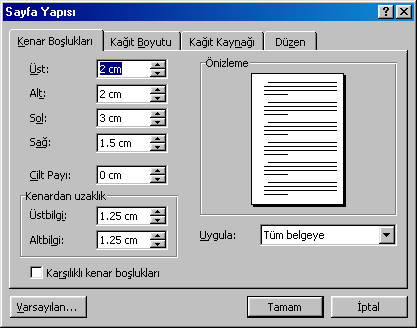 Sayfa Yapısı
Kenar Boşlukları
Kağıt Boyutu
Kağıt Kaynağı
Düzen
Üst: 2 cm
Alt: 2 cm
Sol: 3 cm
Sağ: 1.5 cm
Cilt Payı: 0 cm
Kenardan uzaklık
Üstbilgi: 1.25 cm
Altbilgi: 1.25 cm
Karşılıklı kenar boşlukları
Önizleme
Uygula: Tüm belgeye
Varsayılan...
Tamam
İptal